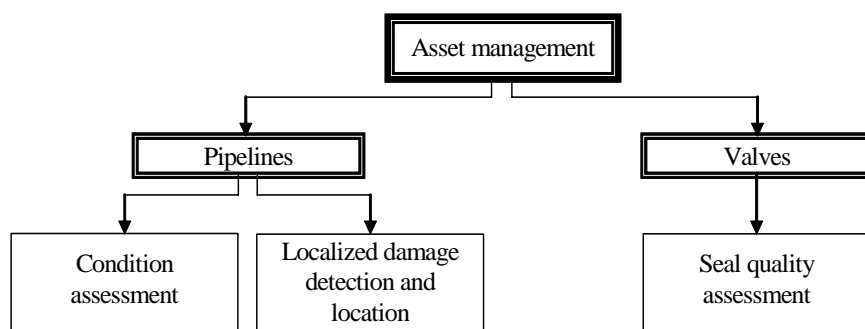 Asset management
Pipelines
Valves
Condition
assessment
Localized damage
detection and
location
Seal quality
assessment